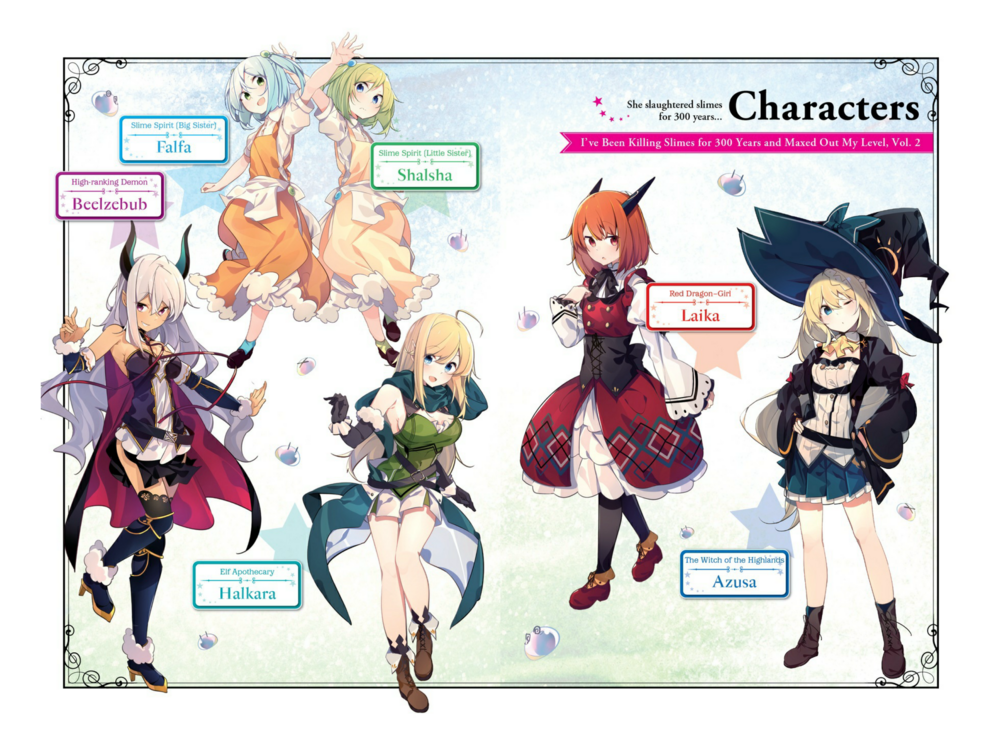 She slaughtered slimes
for 300 years...
Characters
I've Been Killing Slimes for 300 Years and Maxed Out My Level, Vol. 2
Slime Spirit (Big Sister)
Falfa
Slime Spirit (Little Sister)
Shalsha
High-ranking Demon
Beelzebub
Red Dragon-Girl
Laika
Elf Apothecary
Halkara
The Witch of the Highlands
Azusa